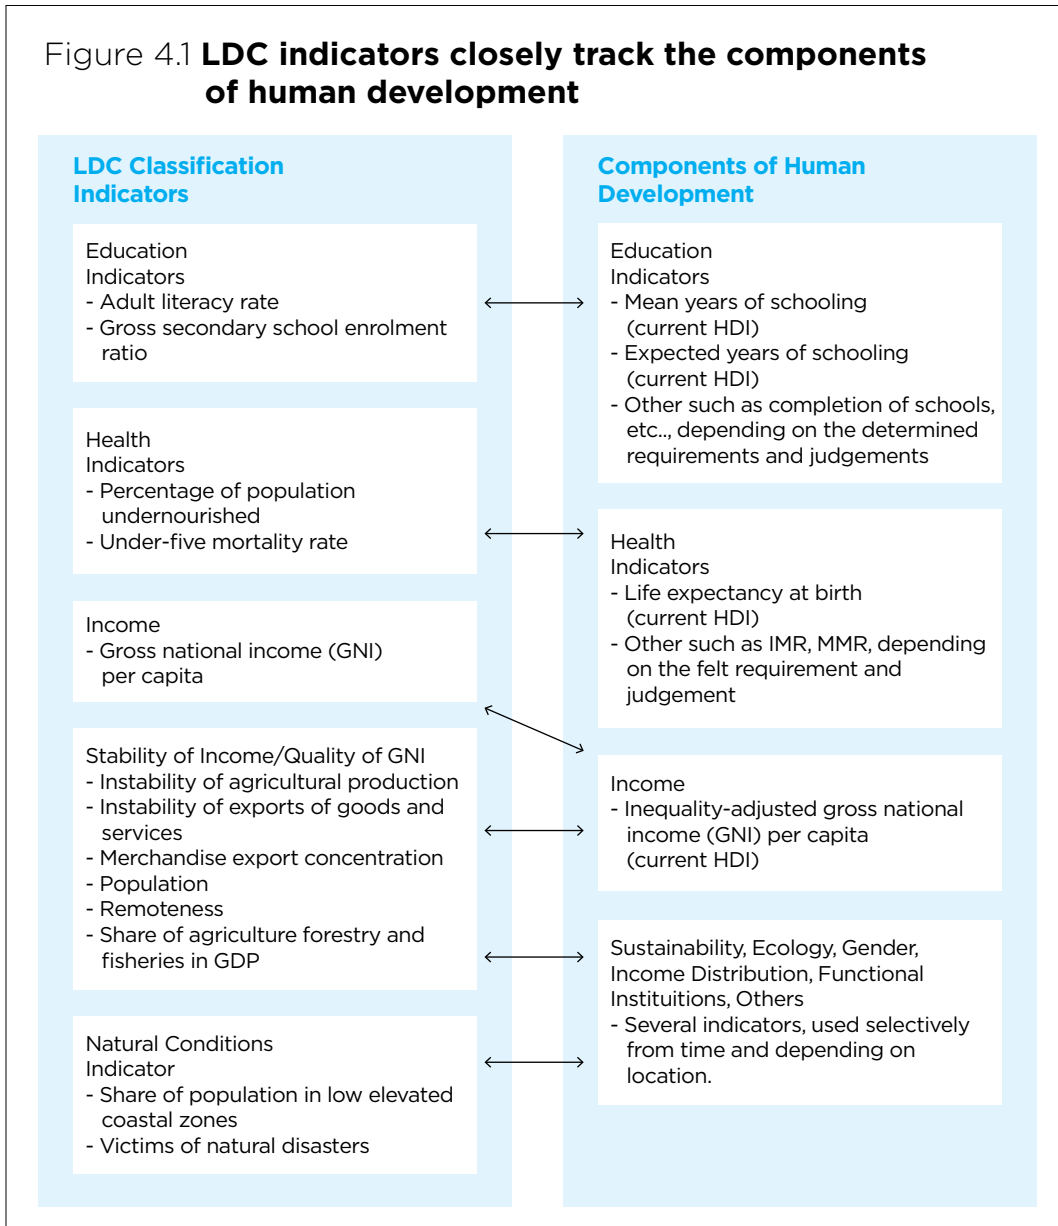 Figure 4.1 LDC indicators closely track the components
of human development
LDC Classification
Indicators
Education
Indicators
- Adult literacy rate
- Gross secondary school enrolment
ratio
Health
Indicators
- Percentage of population
undernourished
- Under-five mortality rate
Income
- Gross national income (GNI)
per capita
Stability of Income/Quality of GNI
- Instability of agricultural production
- Instability of exports of goods and
services
- Merchandise export concentration
- Population
- Remoteness
- Share of agriculture forestry and
fisheries in GDP
Natural Conditions
Indicator
- Share of population in low elevated
coastal zones
- Victims of natural disasters
Components of Human
Development
Education
Indicators
- Mean years of schooling
(current HDI)
- Expected years of schooling
(current HDI)
- Other such as completion of schools,
etc.., depending on the determined
requirements and judgements
Health
Indicators
- Life expectancy at birth
(current HDI)
- Other such as IMR, MMR, depending
on the felt requirement and
judgement
Income
- Inequality-adjusted gross national
income (GNI) per capita
(current HDI)
Sustainability, Ecology, Gender,
Income Distribution, Functional
Instituitions, Others
- Several indicators, used selectively
from time and depending on
location.